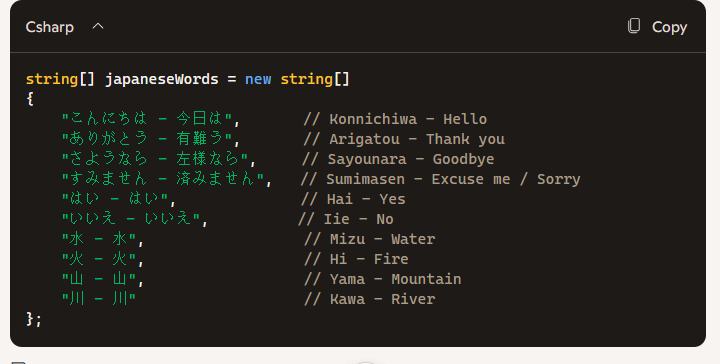 Csharp
Copy
string[] japaneseWords = new string[]
{
"こんにちは - 今日は", // Konnichiwa - Hello
"ありがとう - 有難う", // Arigatou - Thank you
"さようなら - 左様なら", // Sayounara - Goodbye
"すみません - 済みません", // Sumimasen - Excuse me / Sorry
"はい - はい", // Hai - Yes
"いいえ - いいえ", // Iie - No
"水 - 水", // Mizu - Water
"火 - 火", // Hi - Fire
"山 - 山", // Yama - Mountain
"川 - 川" // Kawa - River
};